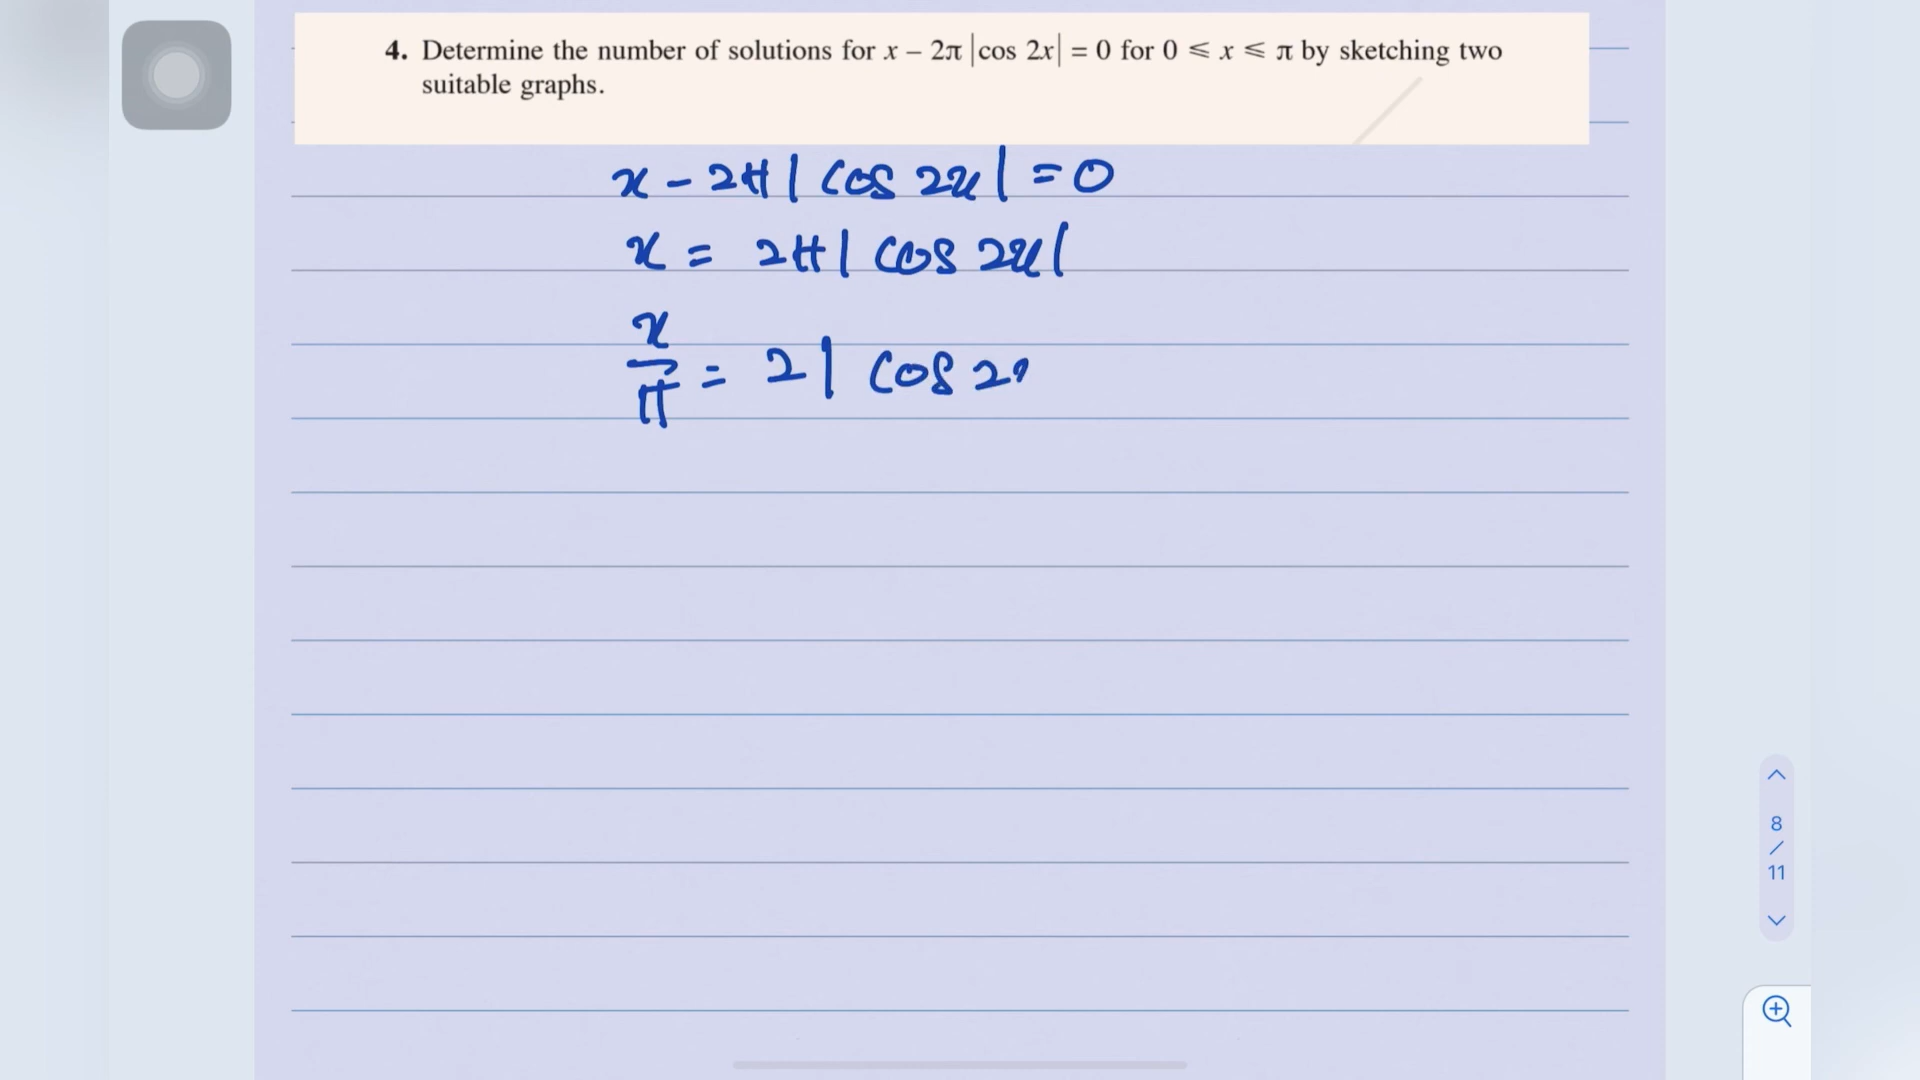 4. Determine the number of solutions for x – 2π |cos 2x| = 0 for 0 ⩽ x ⩽ π by sketching two
suitable graphs.
x - 2π | cos 2x | = 0
x = 2π | cos 2x |
x/π = 2 | cos 2
8
/
11